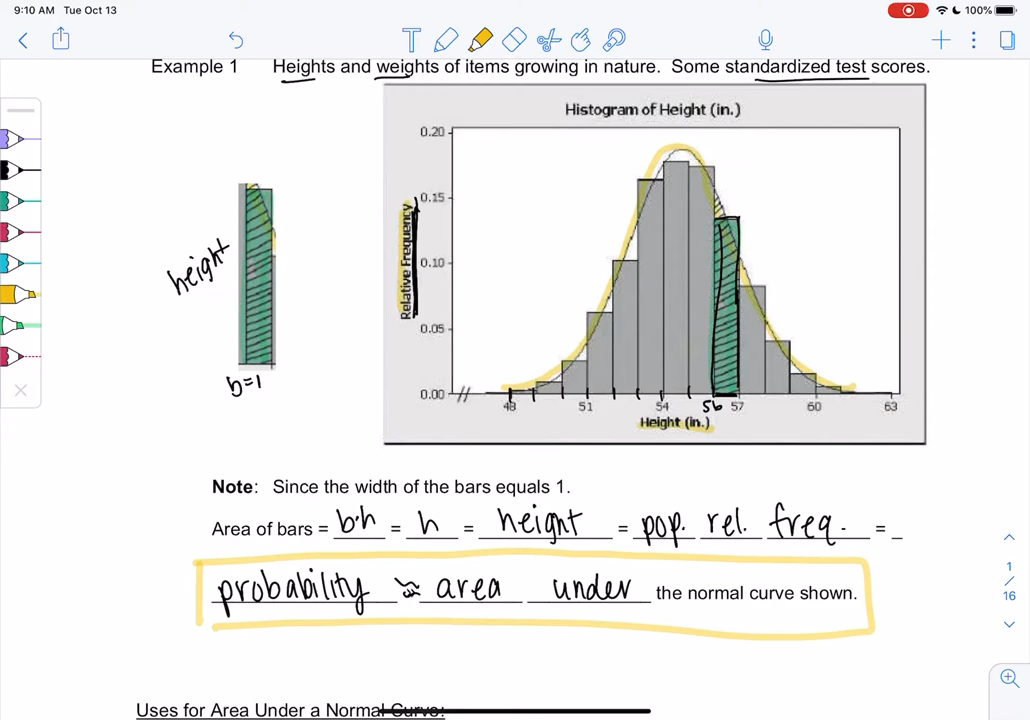 9:10 AM Tue Oct 13
100%
T
Example 1 Heights and weights of items growing in nature. Some standardized test scores.
Histogram of Height (in.)
0.20
0.15
0.10
0.05
0.00
Relative Frequency
48 51 54 56 57 60 63
Height (in.)
height
b=1
Note: Since the width of the bars equals 1.
Area of bars = b·h = h = height = pop. rel. freq. = _
probability ≈ area under the normal curve shown.
1
/
16
Uses for Area Under a Normal Curve: